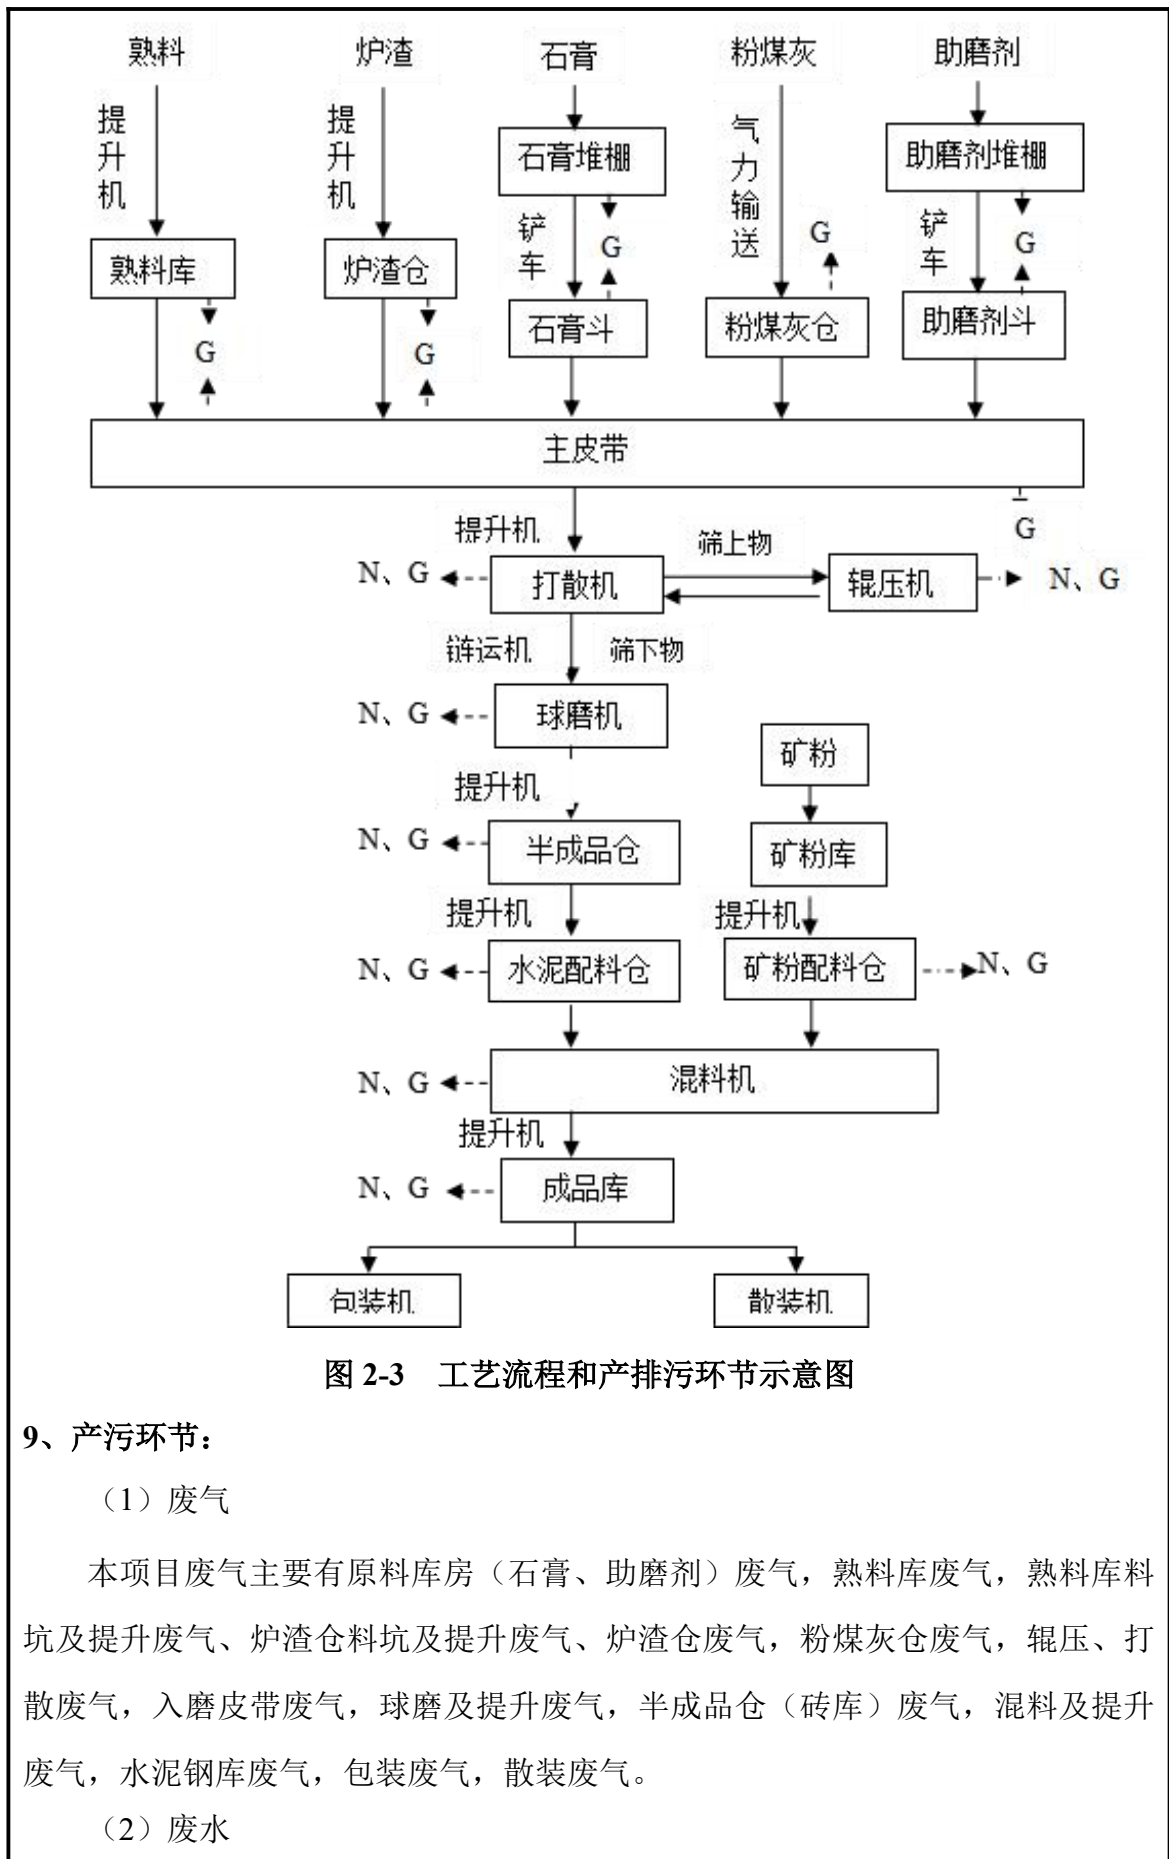 熟料 炉渣 石膏 粉煤灰 助磨剂
提升机 提升机 石膏堆棚 气力输送 助磨剂堆棚
铲车 G G 铲车 G
熟料库 炉渣仓 石膏斗 粉煤灰仓 助磨剂斗
G G
主皮带
提升机 筛上物 G
N、G 打散机 辊压机 N、G
链运机 筛下物
N、G 球磨机 矿粉
提升机
N、G 半成品仓 矿粉库
提升机 提升机
N、G 水泥配料仓 矿粉配料仓 N、G
N、G 混料机
提升机
N、G 成品库
包装机 散装机
图 2-3 工艺流程和产排污环节示意图
9、产污环节：
（1）废气
本项目废气主要有原料库房（石膏、助磨剂）废气，熟料库废气，熟料库料
坑及提升废气、炉渣仓料坑及提升废气、炉渣仓废气，粉煤灰仓废气，辊压、打
散废气，入磨皮带废气，球磨及提升废气，半成品仓（砖库）废气，混料及提升
废气，水泥钢库废气，包装废气，散装废气。
（2）废水